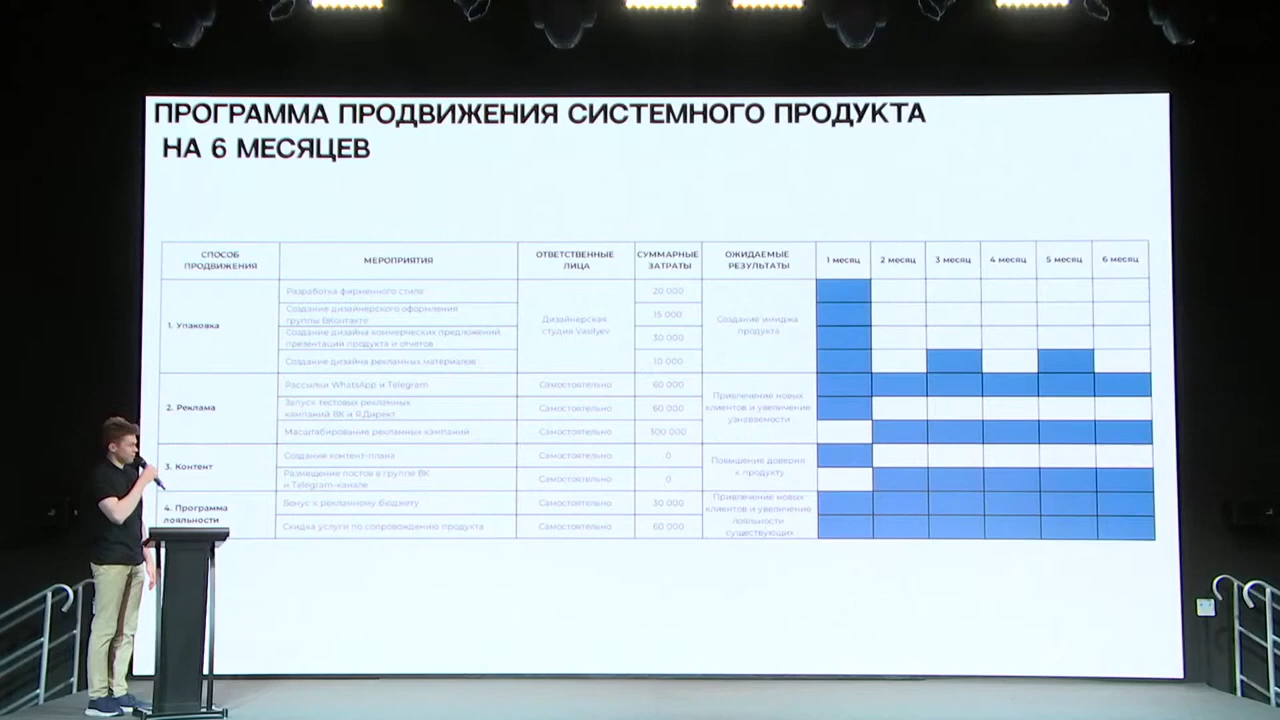 ПРОГРАММА ПРОДВИЖЕНИЯ СИСТЕМНОГО ПРОДУКТА
НА 6 МЕСЯЦЕВ
СПОСОБ
ПРОДВИЖЕНИЯ
МЕРОПРИЯТИЯ
ОТВЕТСТВЕННЫЕ
ЛИЦА
СУММАРНЫЕ
ЗАТРАТЫ
ОЖИДАЕМЫЕ
РЕЗУЛЬТАТЫ
1 месяц
2 месяц
3 месяц
4 месяц
5 месяц
6 месяц
1. Упаковка
Разработка фирменного стиля
20 000
Создание дизайнерского оформления
группы ВКонтакте
15 000
Создание дизайна коммерческих предложений,
презентации продукта и отчетов
30 000
Создание дизайна рекламных материалов
10 000
Дизайнерская
студия Vasilyev
Создание имиджа
продукта
2. Реклама
Рассылки WhatsApp и Telegram
Самостоятельно
60 000
Запуск тестовых рекламных
кампаний ВК и Я.Директ
Самостоятельно
60 000
Масштабирование рекламных кампаний
Самостоятельно
300 000
Привлечение новых
клиентов и увеличение
узнаваемости
3. Контент
Создание контент-плана
Самостоятельно
0
Размещение постов в группе ВК
и Telegram-канале
Самостоятельно
0
Повышение доверия
к продукту
4. Программа
лояльности
Бонус к рекламному бюджету
Самостоятельно
30 000
Скидка услуги по сопровождению продукта
Самостоятельно
60 000
Привлечение новых
клиентов и увеличение
лояльности
существующих